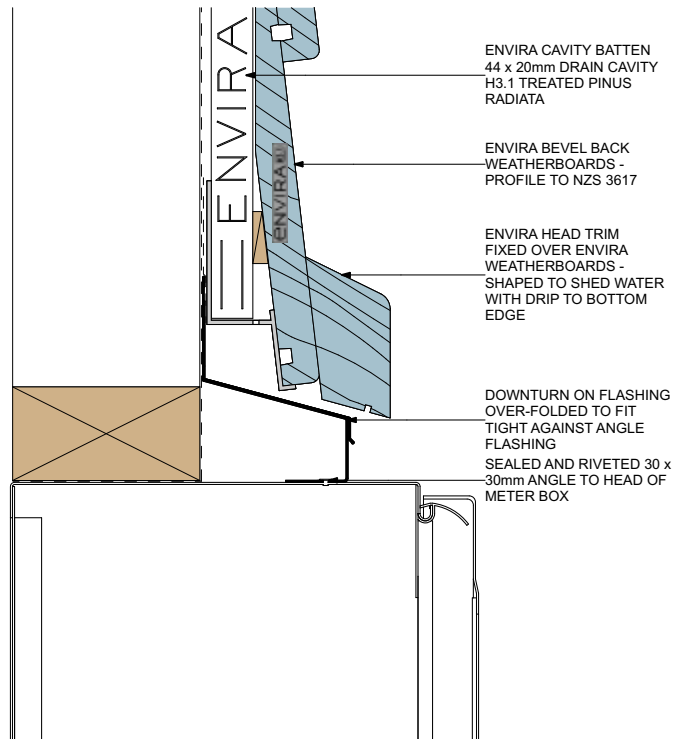 ENVIRA
ENVIRA
ENVIRA CAVITY BATTEN
44 x 20mm DRAIN CAVITY
H3.1 TREATED PINUS
RADIATA
ENVIRA BEVEL BACK
WEATHERBOARDS -
PROFILE TO NZS 3617
ENVIRA HEAD TRIM
FIXED OVER ENVIRA
WEATHERBOARDS -
SHAPED TO SHED WATER
WITH DRIP TO BOTTOM
EDGE
DOWNTURN ON FLASHING
OVER-FOLDED TO FIT
TIGHT AGAINST ANGLE
FLASHING
SEALED AND RIVETED 30 x
30mm ANGLE TO HEAD OF
METER BOX